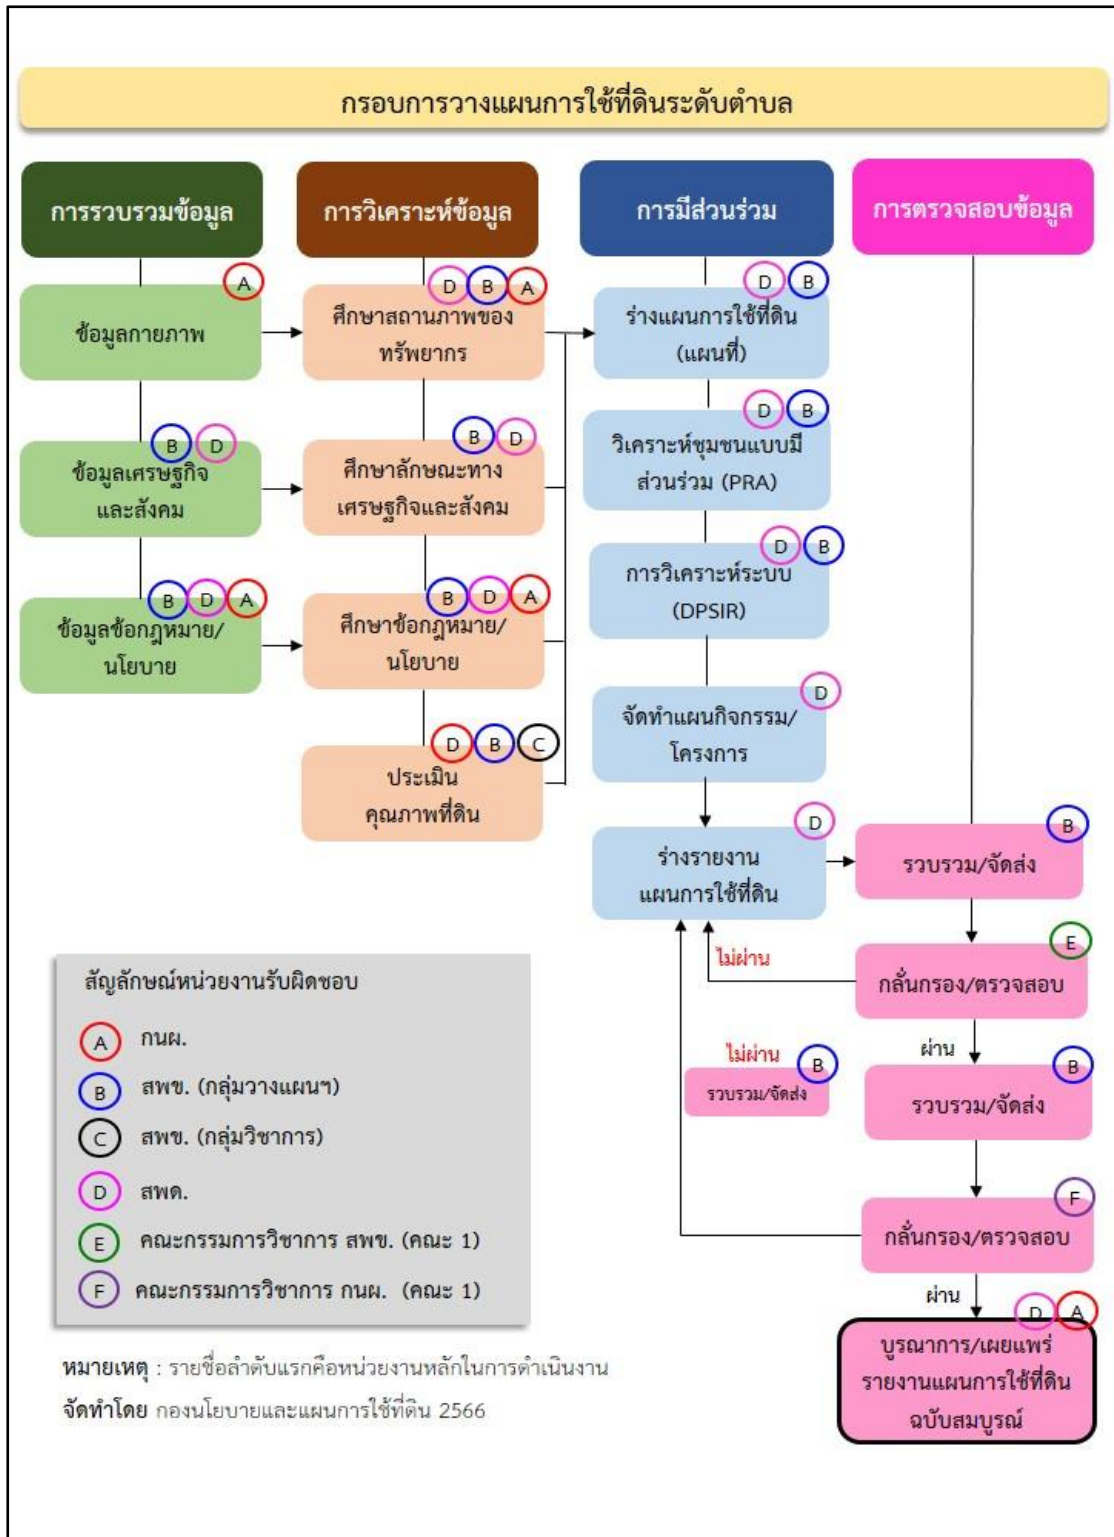 กรอบการวางแผนการใช้ที่ดินระดับตำบล
การรวบรวมข้อมูล
การวิเคราะห์ข้อมูล
การมีส่วนร่วม
การตรวจสอบข้อมูล
A
ข้อมูลกายภาพ
D B A
ศึกษาสถานภาพของ
ทรัพยากร
D B
ร่างแผนการใช้ที่ดิน
(แผนที่)
B D
ข้อมูลเศรษฐกิจ
และสังคม
B D
ศึกษาลักษณะทาง
เศรษฐกิจและสังคม
D B
วิเคราะห์ชุมชนแบบมี
ส่วนร่วม (PRA)
B D A
ข้อมูลข้อกฎหมาย/
นโยบาย
B D A
ศึกษาข้อกฎหมาย/
นโยบาย
D B
การวิเคราะห์ระบบ
(DPSIR)
D B C
ประเมิน
คุณภาพที่ดิน
D
จัดทำแผนกิจกรรม/
โครงการ
D
ร่างรายงาน
แผนการใช้ที่ดิน
B
รวบรวม/จัดส่ง
E
กลั่นกรอง/ตรวจสอบ
ไม่ผ่าน
ผ่าน
B
รวบรวม/จัดส่ง
ไม่ผ่าน
B
รวบรวม/จัดส่ง
F
กลั่นกรอง/ตรวจสอบ
ผ่าน
D A
บูรณาการ/เผยแพร่
รายงานแผนการใช้ที่ดิน
ฉบับสมบูรณ์
สัญลักษณ์หน่วยงานรับผิดชอบ
A กนผ.
B สพข. (กลุ่มวางแผนฯ)
C สพข. (กลุ่มวิชาการ)
D สพด.
E คณะกรรมการวิชาการ สพข. (คณะ 1)
F คณะกรรมการวิชาการ กนผ. (คณะ 1)
หมายเหตุ : รายชื่อลำดับแรกคือหน่วยงานหลักในการดำเนินงาน
จัดทำโดย กองนโยบายและแผนการใช้ที่ดิน 2566